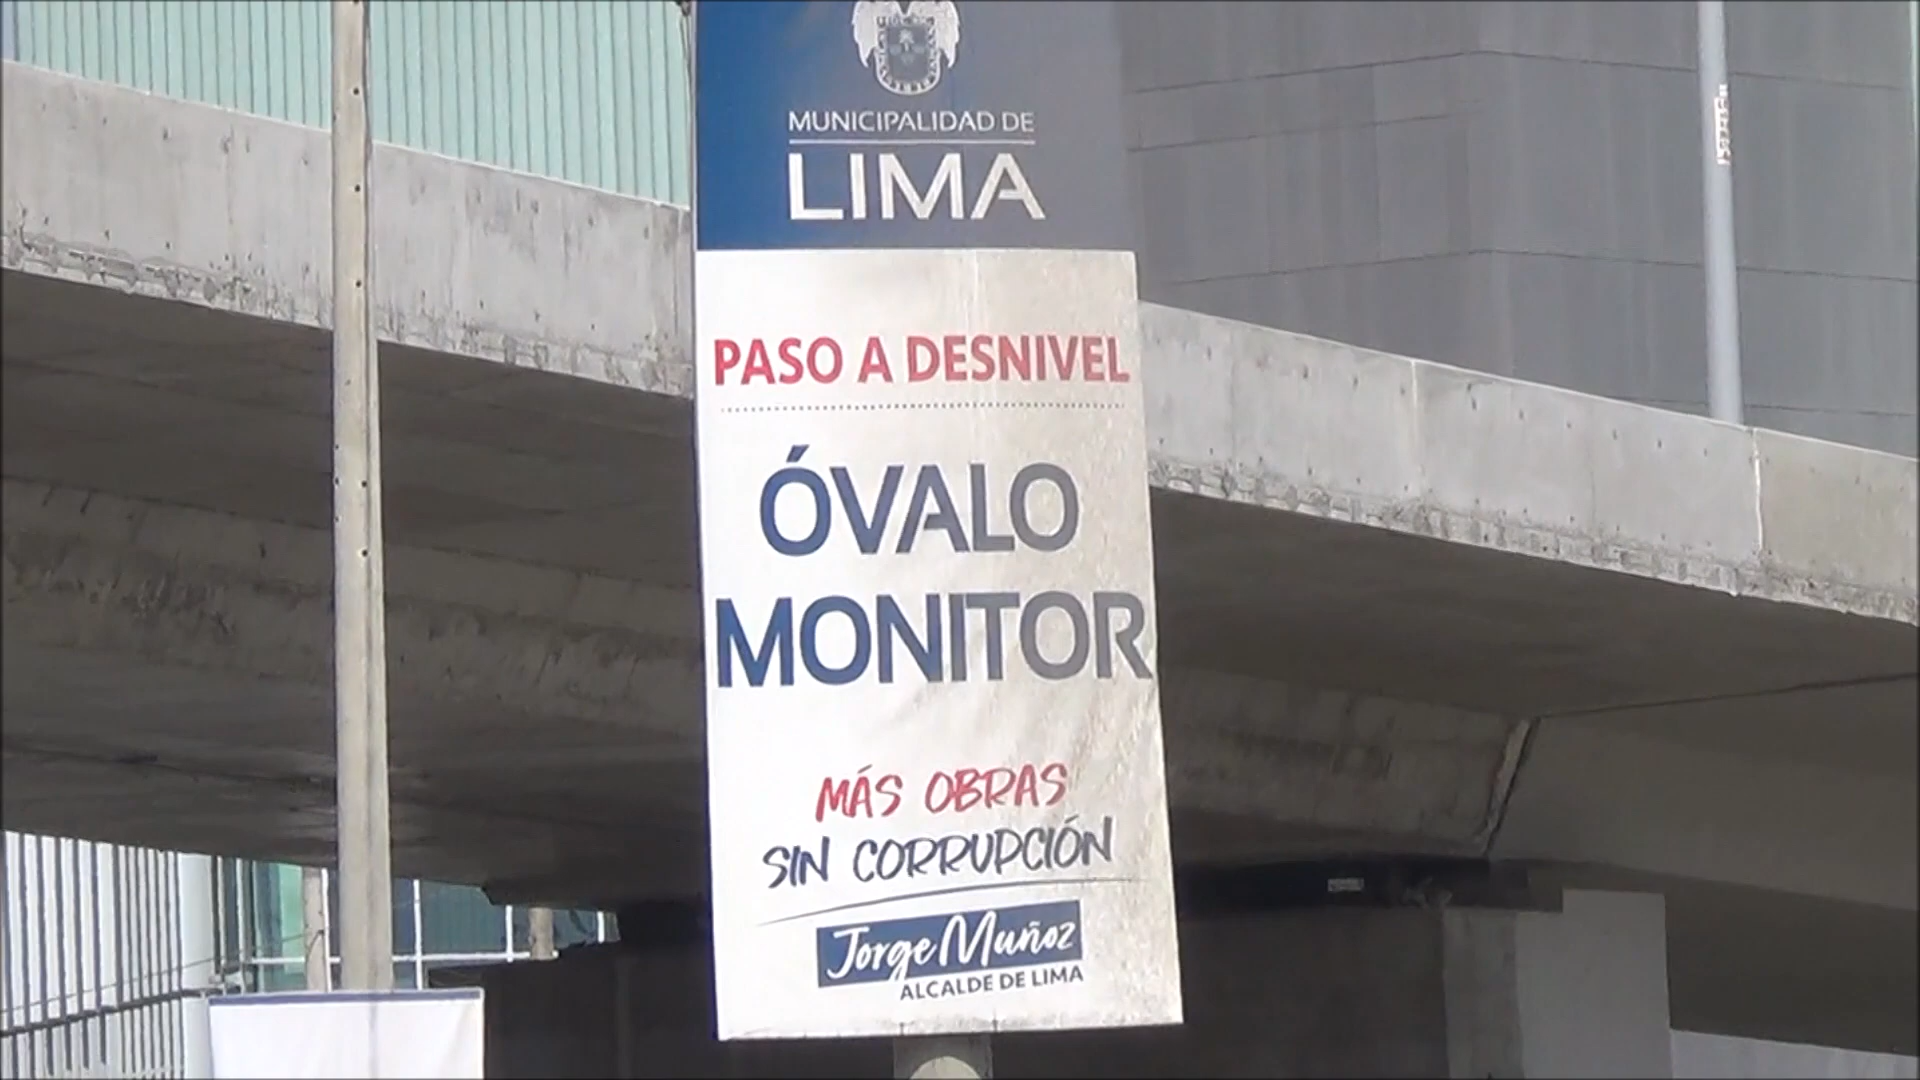 MUNICIPALIDAD DE
LIMA
PASO A DESNIVEL
ÓVALO
MONITOR
MÁS OBRAS
SIN CORRUPCIÓN
Jorge Muñoz
ALCALDE DE LIMA